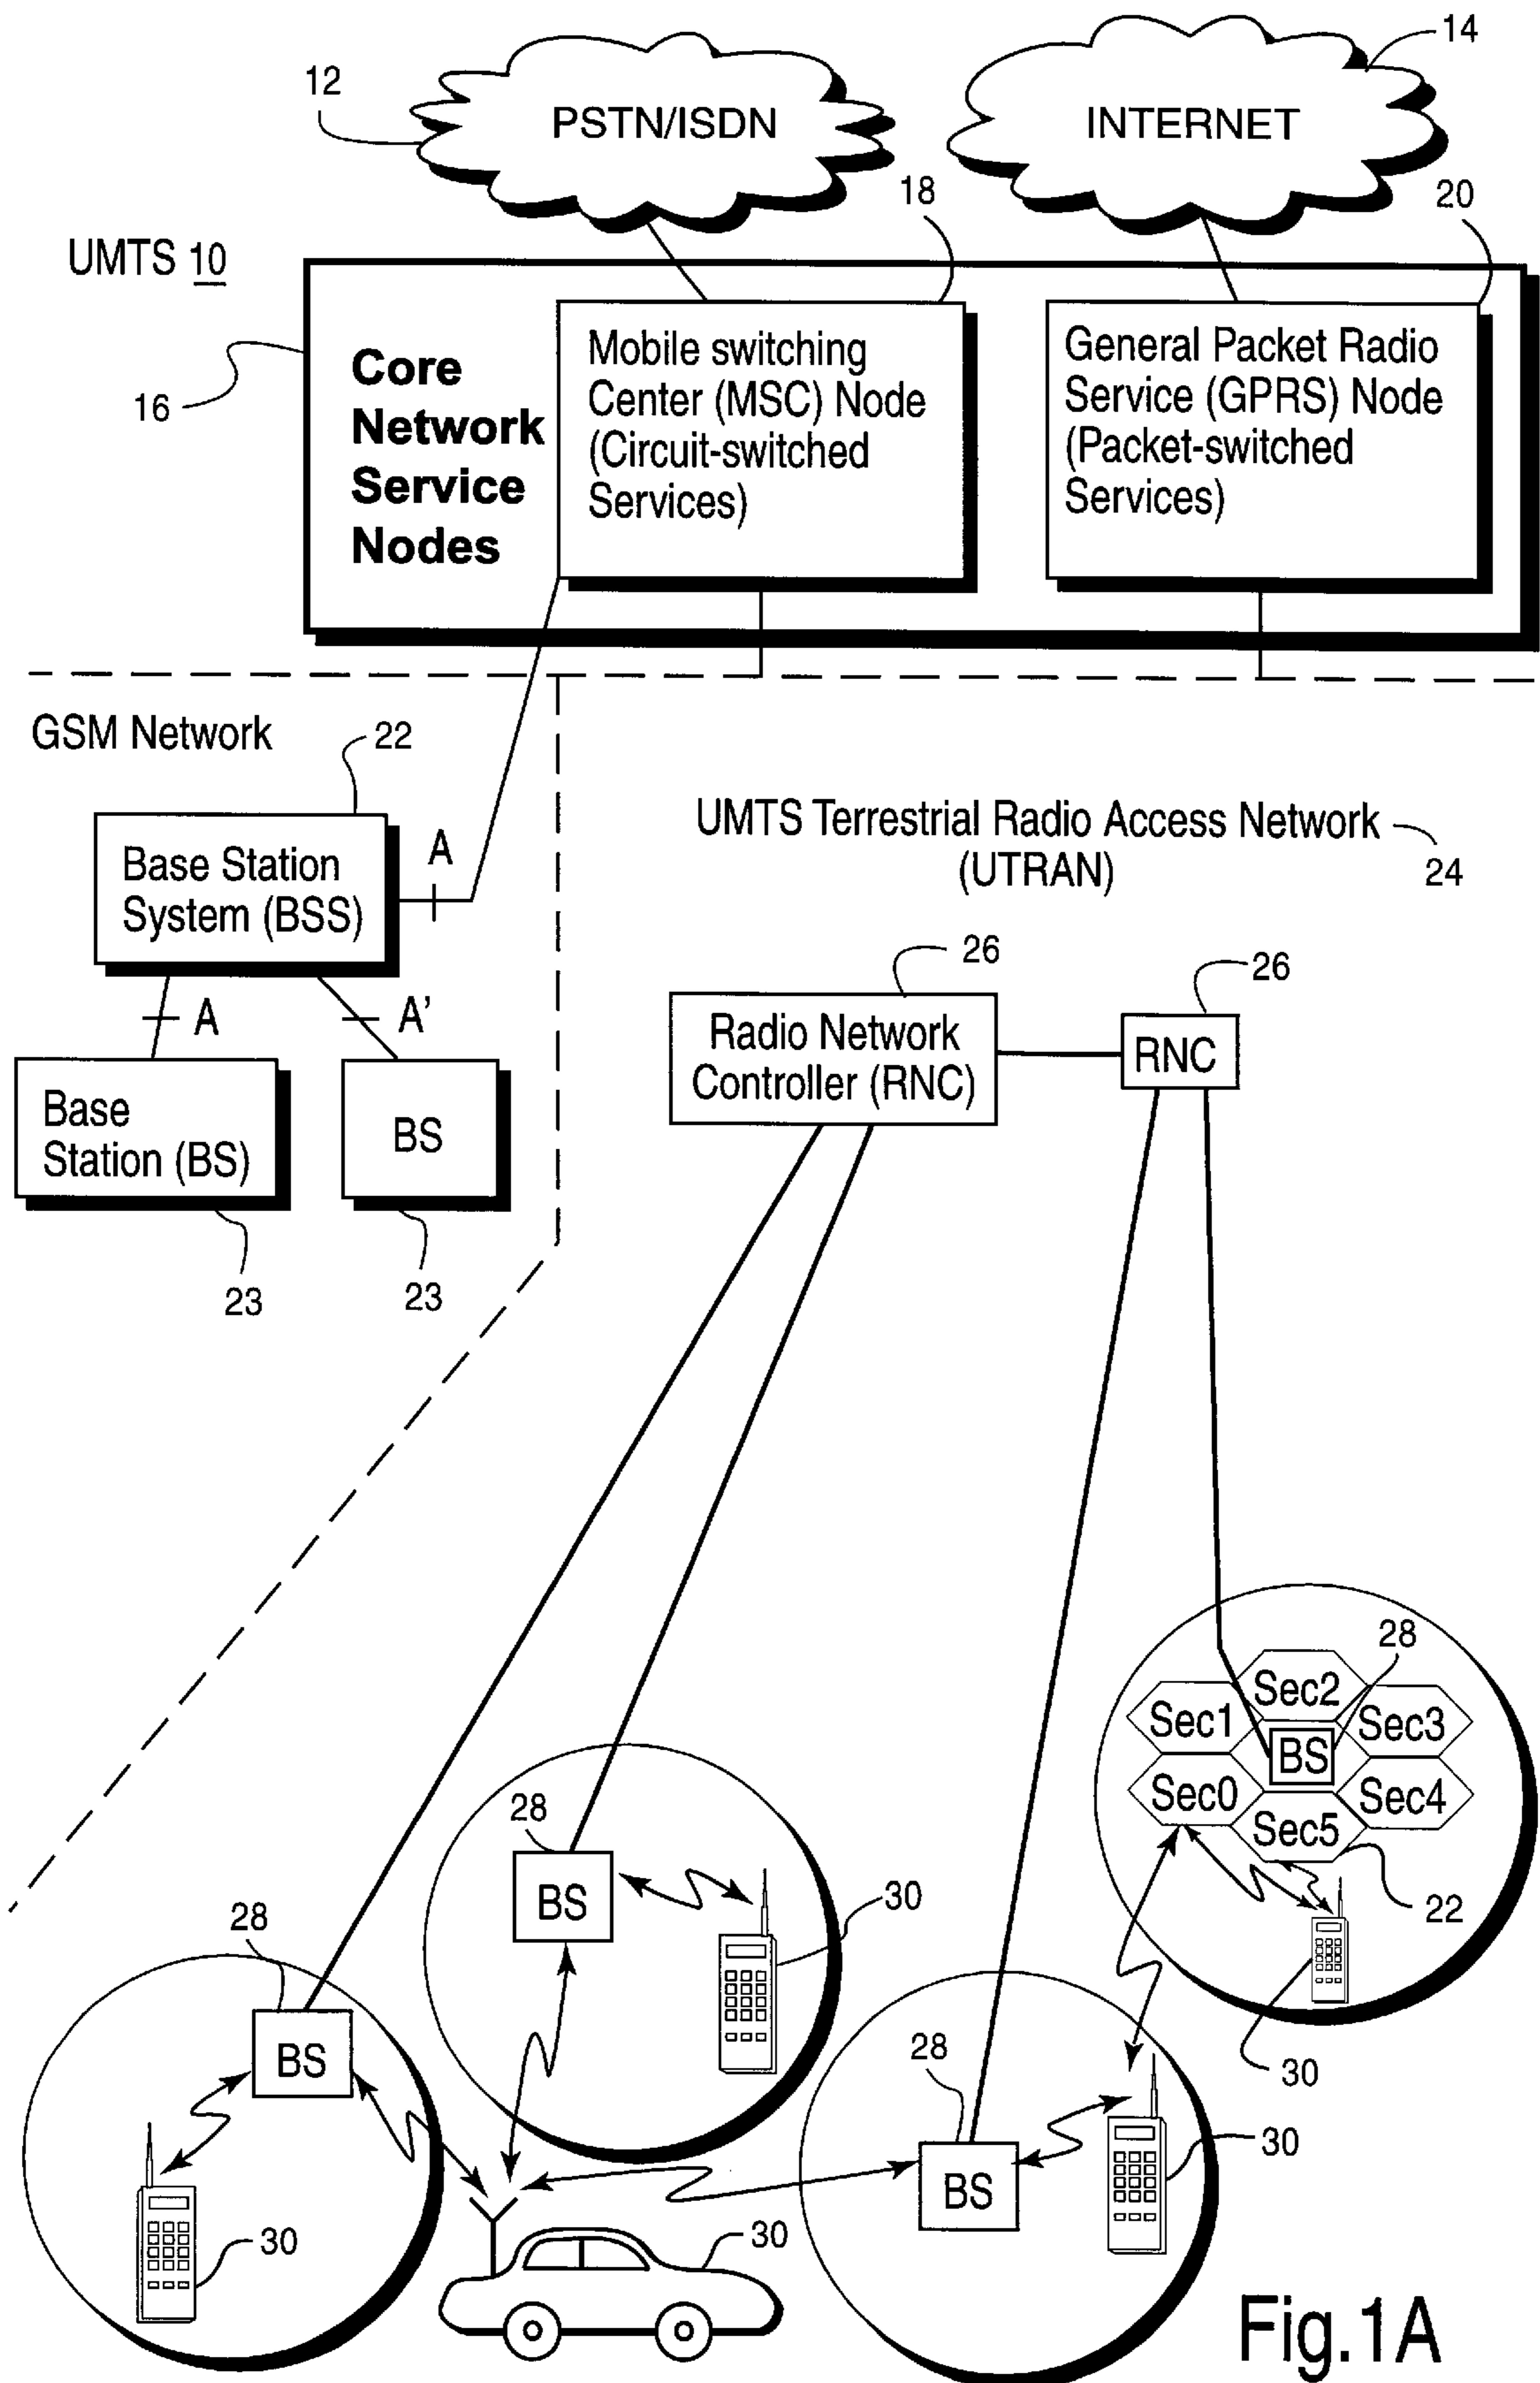 14
12
PSTN/ISDN
INTERNET
18
20
UMTS 10
16
Core
Network
Service
Nodes
Mobile switching
Center (MSC) Node
(Circuit-switched
Services)
General Packet Radio
Service (GPRS) Node
(Packet-switched
Services)
GSM Network
22
Base Station
System (BSS)
A
A
A'
Base
Station (BS)
BS
23
23
UMTS Terrestrial Radio Access Network
(UTRAN)
24
26
26
Radio Network
Controller (RNC)
RNC
28
Sec2
Sec1
Sec3
BS
Sec0
Sec4
Sec5
22
30
28
BS
30
28
BS
30
28
BS
30
30
Fig.1A